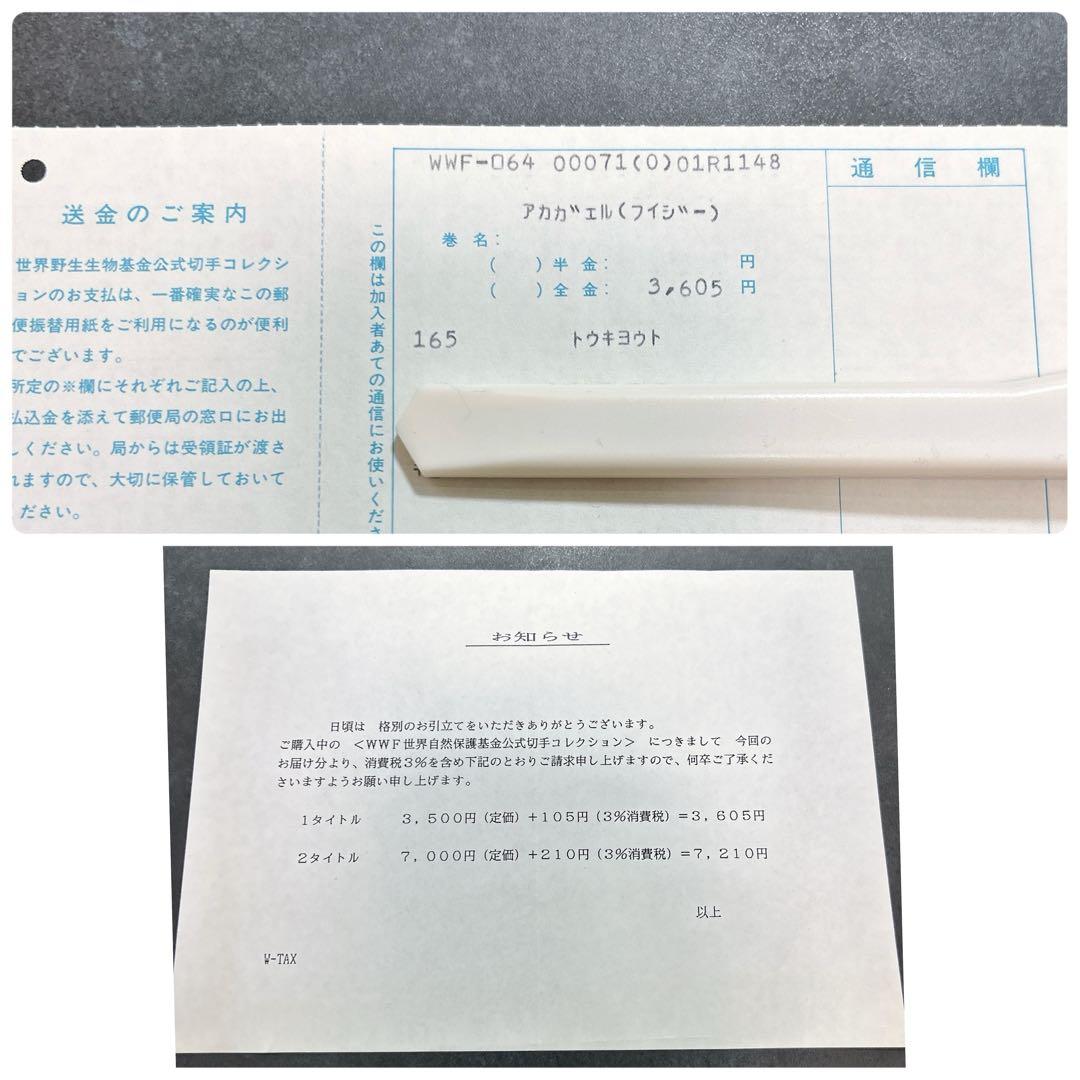 送金のご案内
世界野生生物基金公式切手コレクシ
ョンのお支払は、一番確実なこの郵
便振替用紙をご利用になるのが便利
でございます。
所定の※欄にそれぞれご記入の上、
払込金を添えて郵便局の窓口にお出
しください。局からは受領証が渡さ
れますので、大切に保管しておいて
ださい。
この欄は加入者あての通信にお使いくださ
WWF-064 00071(0)01R1148
アカガエル(フイジー)
巻名:
( )半金: 円
( )全金: 3,605 円
165 トウキヨウト
通信欄
お知らせ
日頃は 格別のお引立てをいただきありがとうございます。
ご購入中の <WWF世界自然保護基金公式切手コレクション> につきまして 今回の
お届け分より、消費税3%を含め下記のとおりご請求申し上げますので、何卒ご了承くだ
さいますようお願い申し上げます。
1タイトル 3,500円(定価)+105円(3%消費税)=3,605円
2タイトル 7,000円(定価)+210円(3%消費税)=7,210円
以上
W-TAX